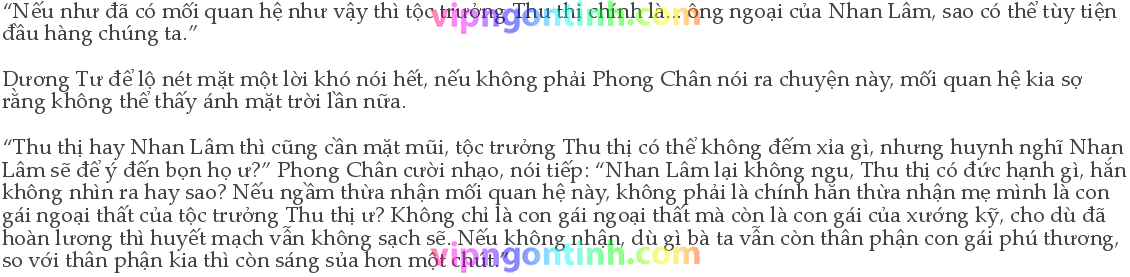 “Nếu như đã có mối quan hệ như vậy thì tộc trưởng Thu thị chính là... ông ngoại của Nhan Lâm, sao có thể tùy tiện
đầu hàng chúng ta.”
Dương Tư để lộ nét mặt một lời khó nói hết, nếu không phải Phong Chân nói ra chuyện này, mối quan hệ kia sợ
rằng không thể thấy ánh mặt trời lần nữa.
“Thu thị hay Nhan Lâm thì cũng cần mặt mũi, tộc trưởng Thu thị có thể không đếm xỉa gì, nhưng huynh nghĩ Nhan
Lâm sẽ để ý đến bọn họ ư?” Phong Chân cười nhạo, nói tiếp: “Nhan Lâm lại không ngu, Thu thị có đức hạnh gì, hắn
không nhìn ra hay sao? Nếu ngầm thừa nhận mối quan hệ này, không phải là chính hắn thừa nhận mẹ mình là con
gái ngoại thất của tộc trưởng Thu thị ư? Không chỉ là con gái ngoại thất mà còn là con gái của xướng kỹ, cho dù đã
hoàn lương thì huyết mạch vẫn không sạch sẽ. Nếu không nhận, dù gì bà ta vẫn còn thân phận con gái phú thương,
so với thân phận kia thì còn sáng sủa hơn một chút.”
vipngontinh.com
vipngontinh.com